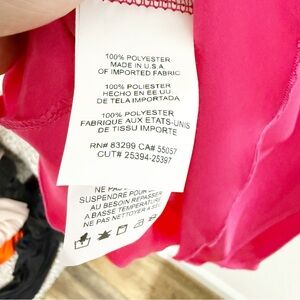 100% POLYESTER
MADE IN U.S.A.
OF IMPORTED FABRIC
100% POLIESTER
HECHO EN EE.UU
DE TELA IMPORTADA
100% POLYESTER
FABRIQUE AUX ETATS-UNIS
DE TISSU IMPORTE
RN# 83299 CA# 55057
CUT# 25394-25397
NE PAS
SUSPENDRE POUR
AU BESOIN REPASSER
A BASSE TEMPERATURE
NE PAS NETTOYER A